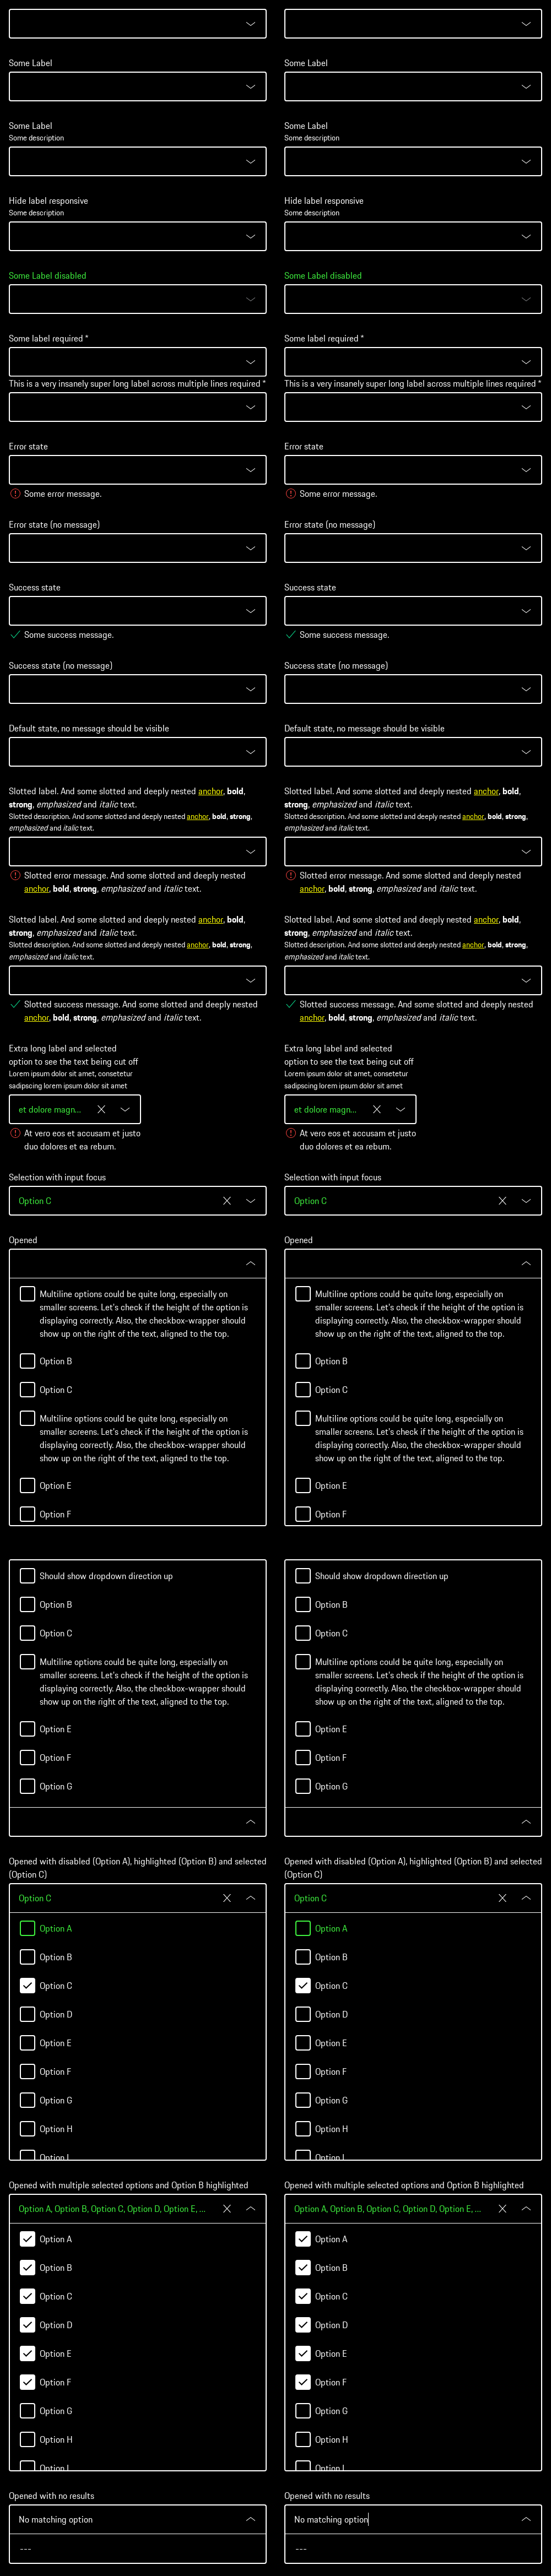 Some Label
Some Label
Some description
Hide label responsive
Some description
Some Label disabled
Some label required *
This is a very insanely super long label across multiple lines required *
Error state
Some error message.
Error state (no message)
Success state
Some success message.
Success state (no message)
Default state, no message should be visible
Slotted label. And some slotted and deeply nested anchor, bold,
strong, emphasized and italic text.
Slotted description. And some slotted and deeply nested anchor, bold, strong,
emphasized and italic text.
Slotted error message. And some slotted and deeply nested
anchor, bold, strong, emphasized and italic text.
Slotted label. And some slotted and deeply nested anchor, bold,
strong, emphasized and italic text.
Slotted description. And some slotted and deeply nested anchor, bold, strong,
emphasized and italic text.
Slotted success message. And some slotted and deeply nested
anchor, bold, strong, emphasized and italic text.
Extra long label and selected
option to see the text being cut off
Lorem ipsum dolor sit amet, consetetur
sadipscing lorem ipsum dolor sit amet
et dolore magn...
At vero eos et accusam et justo
duo dolores et ea rebum.
Selection with input focus
Option C
Opened
Multiline options could be quite long, especially on
smaller screens. Let's check if the height of the option is
displaying correctly. Also, the checkbox-wrapper should
show up on the right of the text, aligned to the top.
Option B
Option C
Multiline options could be quite long, especially on
smaller screens. Let's check if the height of the option is
displaying correctly. Also, the checkbox-wrapper should
show up on the right of the text, aligned to the top.
Option E
Option F
Should show dropdown direction up
Option B
Option C
Multiline options could be quite long, especially on
smaller screens. Let's check if the height of the option is
displaying correctly. Also, the checkbox-wrapper should
show up on the right of the text, aligned to the top.
Option E
Option F
Option G
Opened with disabled (Option A), highlighted (Option B) and selected
(Option C)
Option C
Option A
Option B
Option C
Option D
Option E
Option F
Option G
Option H
Option I
Opened with multiple selected options and Option B highlighted
Option A, Option B, Option C, Option D, Option E, ...
Option A
Option B
Option C
Option D
Option E
Option F
Option G
Option H
Option I
Opened with no results
No matching option
---
Some Label
Some Label
Some description
Hide label responsive
Some description
Some Label disabled
Some label required *
This is a very insanely super long label across multiple lines required *
Error state
Some error message.
Error state (no message)
Success state
Some success message.
Success state (no message)
Default state, no message should be visible
Slotted label. And some slotted and deeply nested anchor, bold,
strong, emphasized and italic text.
Slotted description. And some slotted and deeply nested anchor, bold, strong,
emphasized and italic text.
Slotted error message. And some slotted and deeply nested
anchor, bold, strong, emphasized and italic text.
Slotted label. And some slotted and deeply nested anchor, bold,
strong, emphasized and italic text.
Slotted description. And some slotted and deeply nested anchor, bold, strong,
emphasized and italic text.
Slotted success message. And some slotted and deeply nested
anchor, bold, strong, emphasized and italic text.
Extra long label and selected
option to see the text being cut off
Lorem ipsum dolor sit amet, consetetur
sadipscing lorem ipsum dolor sit amet
et dolore magn...
At vero eos et accusam et justo
duo dolores et ea rebum.
Selection with input focus
Option C
Opened
Multiline options could be quite long, especially on
smaller screens. Let's check if the height of the option is
displaying correctly. Also, the checkbox-wrapper should
show up on the right of the text, aligned to the top.
Option B
Option C
Multiline options could be quite long, especially on
smaller screens. Let's check if the height of the option is
displaying correctly. Also, the checkbox-wrapper should
show up on the right of the text, aligned to the top.
Option E
Option F
Should show dropdown direction up
Option B
Option C
Multiline options could be quite long, especially on
smaller screens. Let's check if the height of the option is
displaying correctly. Also, the checkbox-wrapper should
show up on the right of the text, aligned to the top.
Option E
Option F
Option G
Opened with disabled (Option A), highlighted (Option B) and selected
(Option C)
Option C
Option A
Option B
Option C
Option D
Option E
Option F
Option G
Option H
Option I
Opened with multiple selected options and Option B highlighted
Option A, Option B, Option C, Option D, Option E, ...
Option A
Option B
Option C
Option D
Option E
Option F
Option G
Option H
Option I
Opened with no results
No matching option
---